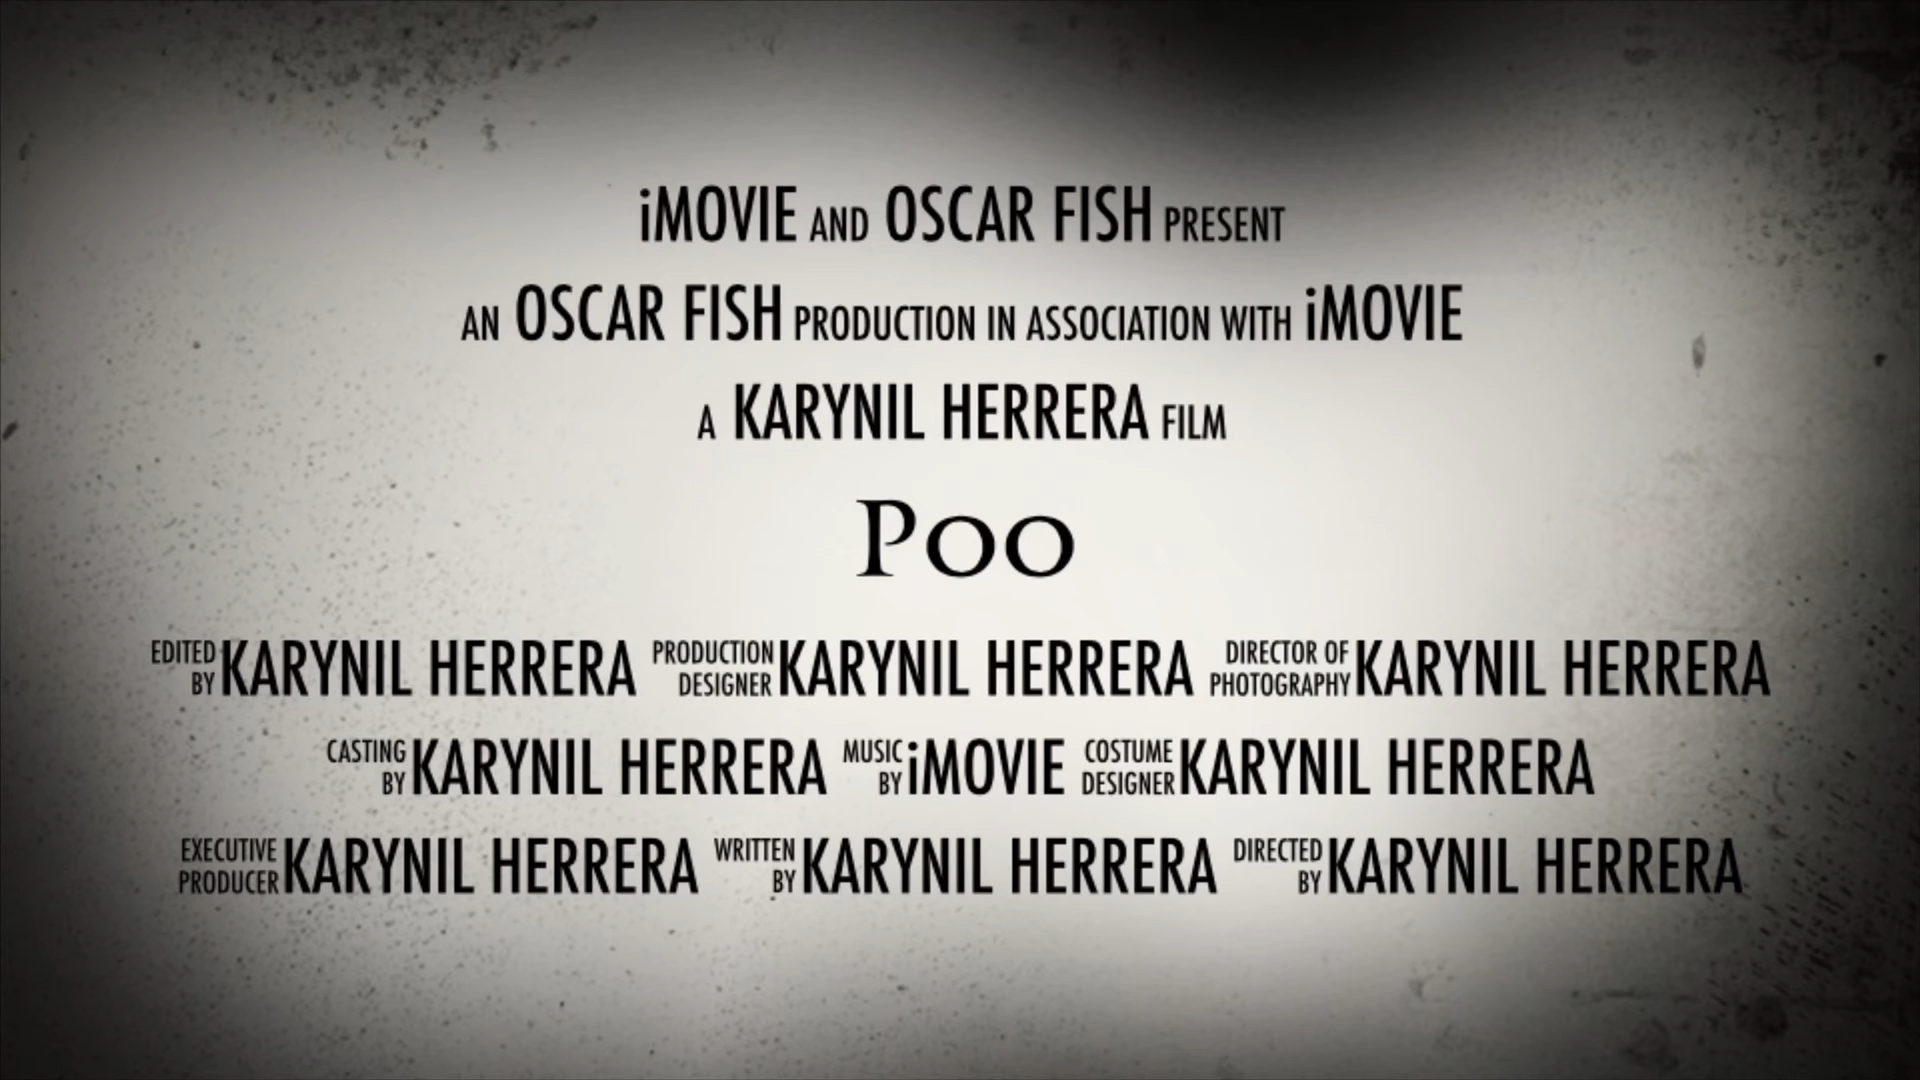 iMOVIE AND OSCAR FISH PRESENT
AN OSCAR FISH PRODUCTION IN ASSOCIATION WITH iMOVIE
A KARYNIL HERRERA FILM
Poo
EDITED BY KARYNIL HERRERA PRODUCTION DESIGNER KARYNIL HERRERA DIRECTOR OF PHOTOGRAPHY KARYNIL HERRERA
CASTING BY KARYNIL HERRERA MUSIC BY iMOVIE COSTUME DESIGNER KARYNIL HERRERA
EXECUTIVE PRODUCER KARYNIL HERRERA WRITTEN BY KARYNIL HERRERA DIRECTED BY KARYNIL HERRERA